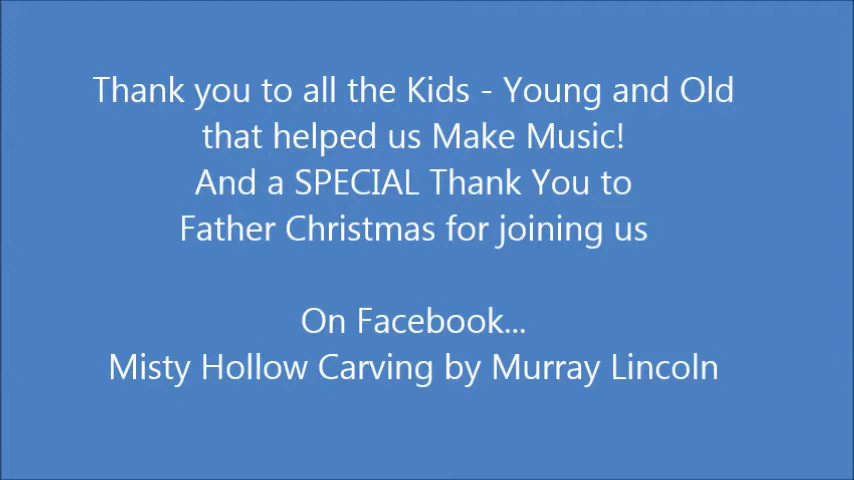 Thank you to all the Kids - Young and Old
that helped us Make Music!
And a SPECIAL Thank You to
Father Christmas for joining us
On Facebook...
Misty Hollow Carving by Murray Lincoln